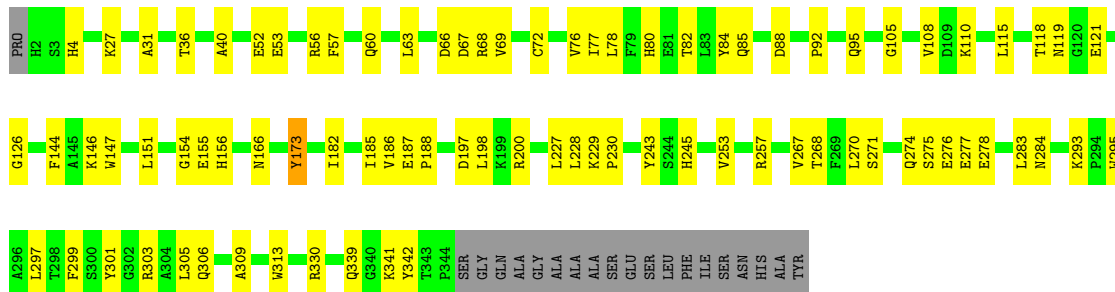 PRO H2 S3 H4 K27 A31 T36 A40 E52 E53 R56 F57 Q60 L63 D66 D67 R68 V69 C72 V76 I77 L78 F79 H80 E81 T82 L83 Y84 Q85 D88 P92 Q95 G105 V108 D109 K110 L115 T118 N119 G120 E121
G126 F144 A145 K146 W147 L151 G154 E155 H156 N166 Y173 I182 I185 V186 E187 P188 D197 L198 K199 R200 L227 L228 K229 P230 Y243 S244 H245 V253 R257 V267 T268 F269 L270 S271 Q274 S275 E276 E277 E278 L283 N284 K293 P294 W295
A296 L297 T298 F299 S300 Y301 G302 R303 A304 L305 Q306 A309 W313 R330 Q339 G340 K341 Y342 T343 P344 SER GLY GLN ALA GLY ALA ALA ALA SER GLU SER LEU PHE ILE SER ASN HIS ALA TYR